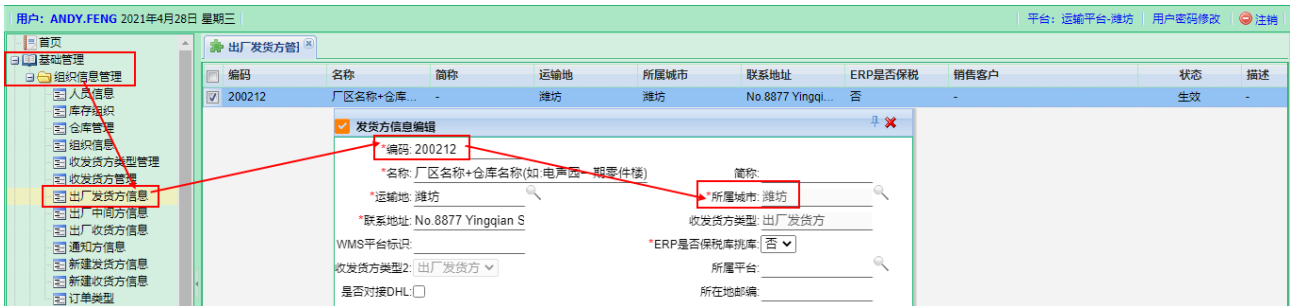 用户: ANDY.FENG 2021年4月28日 星期三
平台: 运输平台-潍坊 用户密码修改 注销
首页
基础管理
组织信息管理
人员信息
库存组织
仓库管理
组织信息
收发货方类型管理
收发货方管理
出厂发货方信息
出厂中间方信息
出厂收货方信息
通知方信息
新建发货方信息
新建收货方信息
订单类型
出厂发货方管
编码 名称 简称 运输地 所属城市 联系地址 ERP是否保税 销售客户 状态 描述
200212 厂区名称+仓库... - 潍坊 潍坊 No.8877 Yingqi... 否 - 生效 -
发货方信息编辑
*编码: 200212
*名称: 厂区名称+仓库名称(如:电声园一期零件楼) 简称:
*运输地: 潍坊 *所属城市: 潍坊
*联系地址: No.8877 Yingqian S 收发货方类型: 出厂发货方
WMS平台标识: *ERP是否保税库挑库: 否
收发货方类型2: 出厂发货方 所属平台:
是否对接DHL: 所在地邮编: